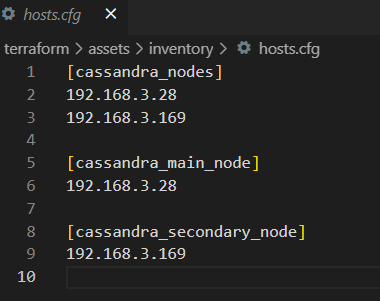 hosts.cfg ×
terraform > assets > inventory > hosts.cfg
1 [cassandra_nodes]
2 192.168.3.28
3 192.168.3.169
4
5 [cassandra_main_node]
6 192.168.3.28
7
8 [cassandra_secondary_node]
9 192.168.3.169
10